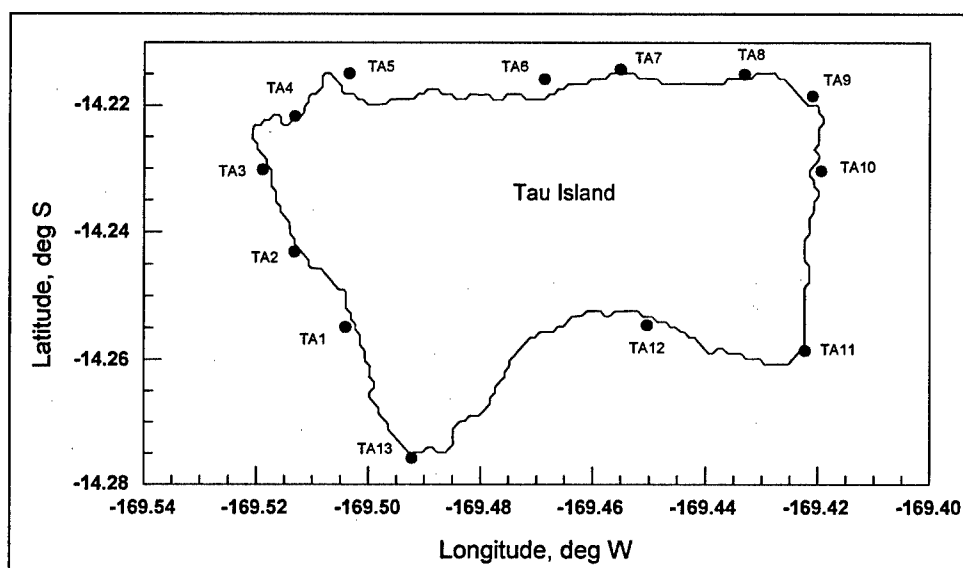 TA5
TA6
TA7
TA8
TA4
TA9
-14.22
TA3
TA10
Tau Island
Latitude, deg S
-14.24
TA2
TA1
TA12
TA11
-14.26
TA13
-14.28
-169.54
-169.52
-169.50
-169.48
-169.46
-169.44
-169.42
-169.40
Longitude, deg W